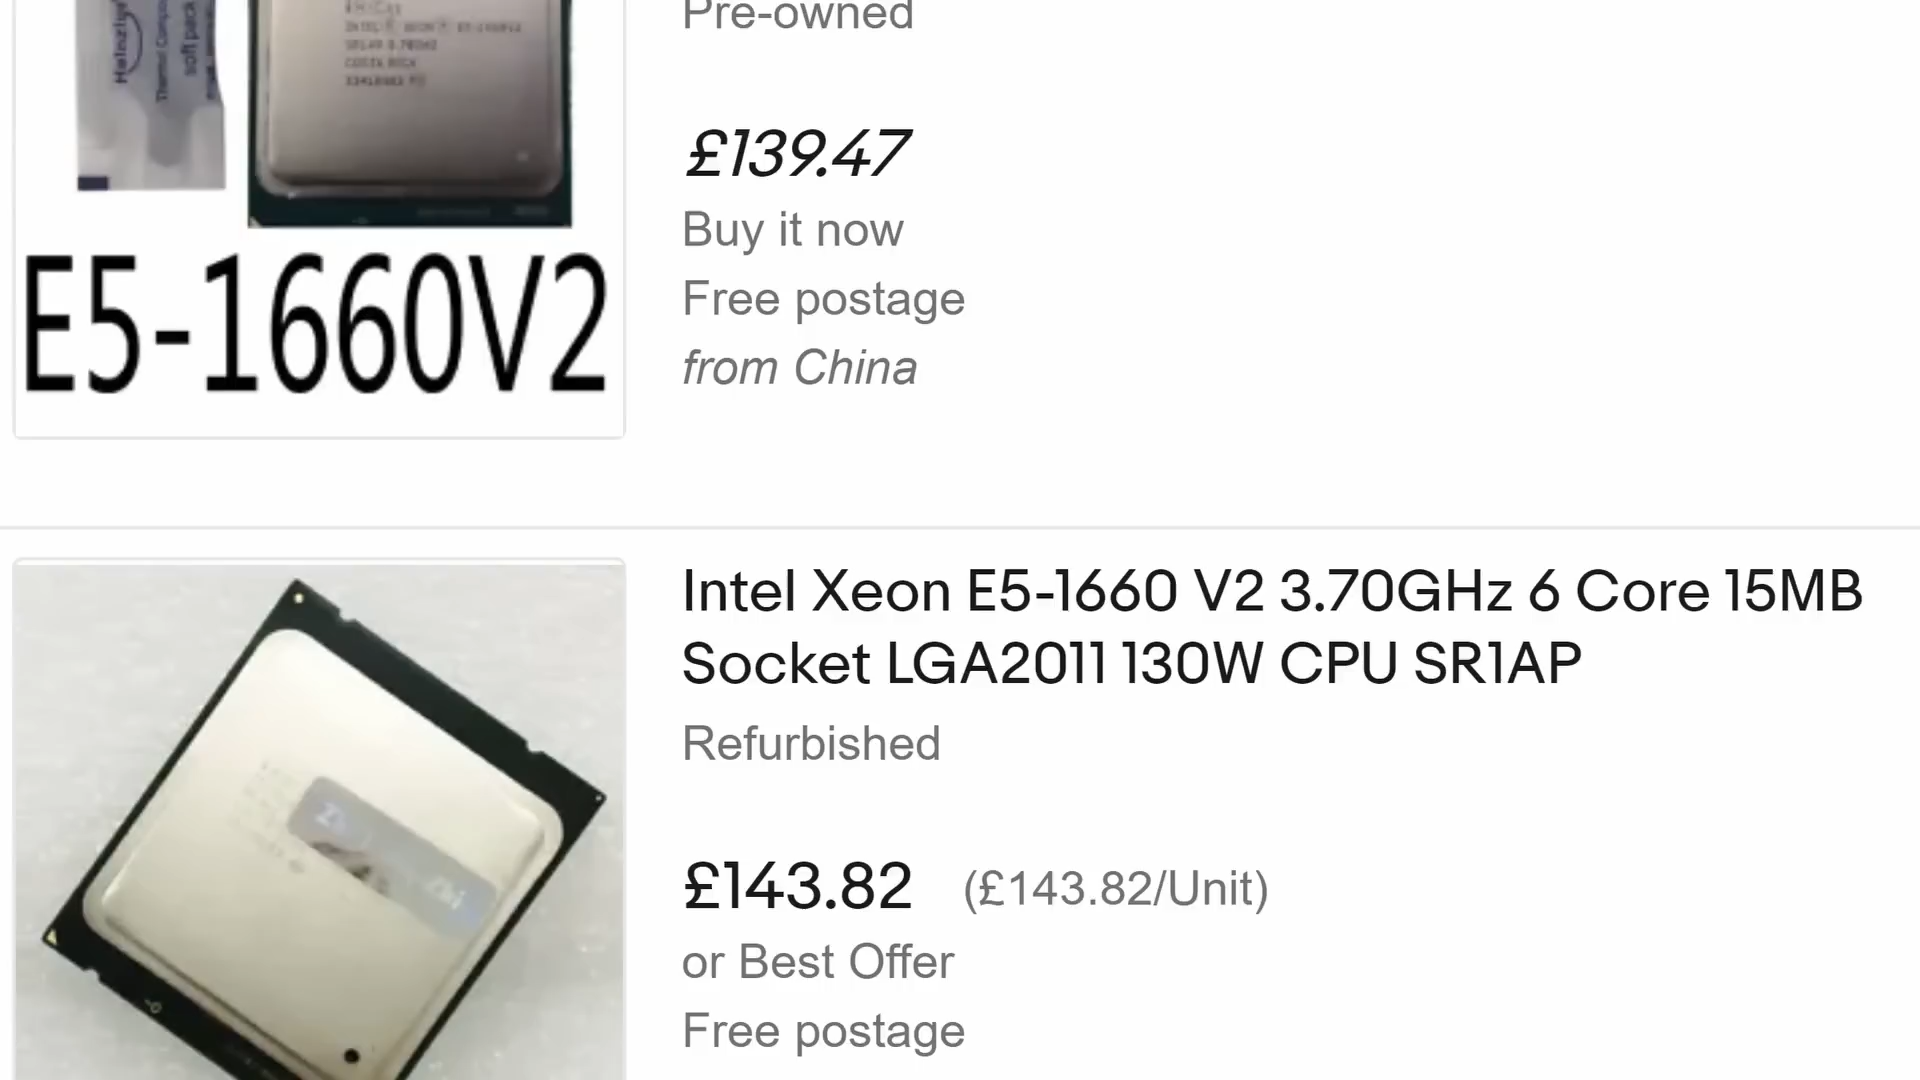 Pre-owned
£139.47
Buy it now
Free postage
from China
E5-1660V2
Intel Xeon E5-1660 V2 3.70GHz 6 Core 15MB
Socket LGA2011 130W CPU SR1AP
Refurbished
£143.82 (£143.82/Unit)
or Best Offer
Free postage